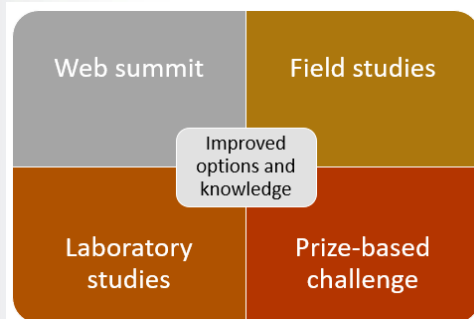 Web summit
Field studies
Improved
options and
knowledge
Laboratory
studies
Prize-based
challenge